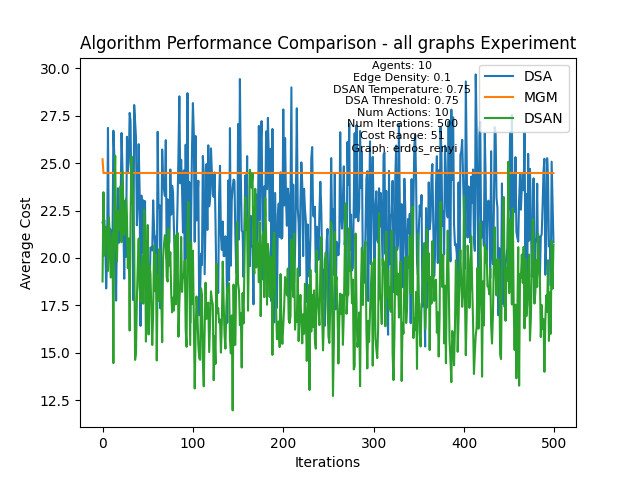 Algorithm Performance Comparison - all graphs Experiment
Agents: 10
Edge Density: 0.1
DSAN Temperature: 0.75
DSA Threshold: 0.75
Num Actions: 10
Num Iterations: 500
Cost Range: 51
Graph: erdos_renyi
DSA
MGM
DSAN
Average Cost
30.0
27.5
25.0
22.5
20.0
17.5
15.0
12.5
0 100 200 300 400 500
Iterations